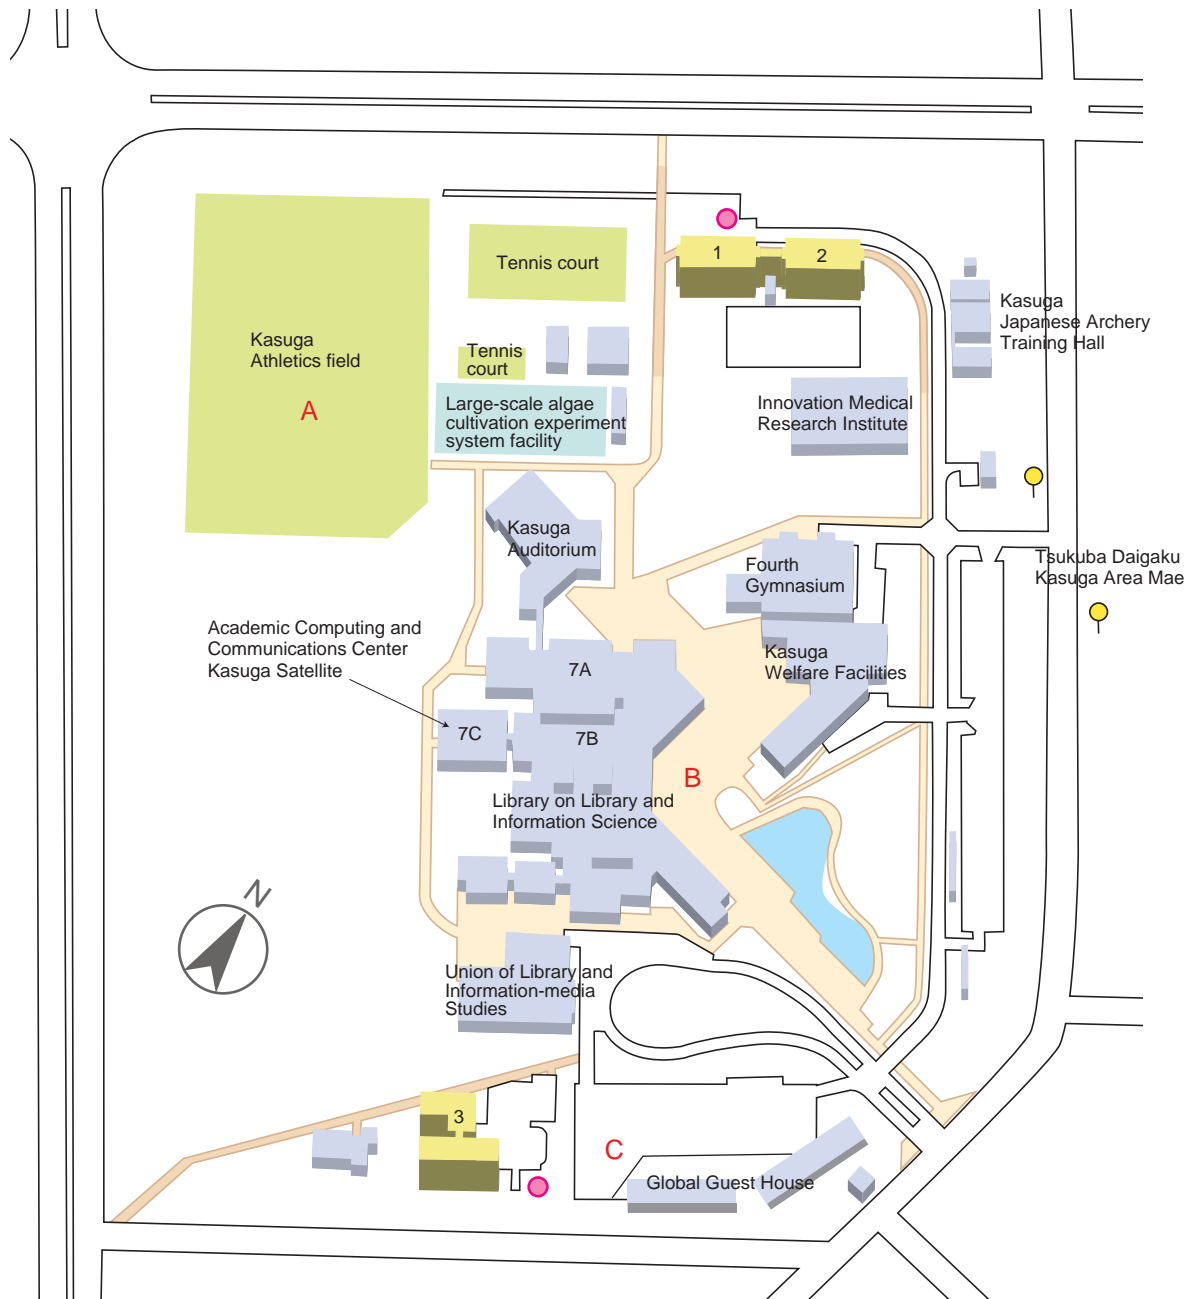 1
2
Tennis court
Kasuga
Japanese Archery
Training Hall
Kasuga
Athletics field
A
Tennis
court
Large-scale algae
cultivation experiment
system facility
Innovation Medical
Research Institute
Kasuga
Auditorium
Fourth
Gymnasium
Tsukuba Daigaku
Kasuga Area Mae
Academic Computing and
Communications Center
Kasuga Satellite
7A
Kasuga
Welfare Facilities
7C
7B
B
Library on Library and
Information Science
N
Union of Library and
Information-media
Studies
3
C
Global Guest House